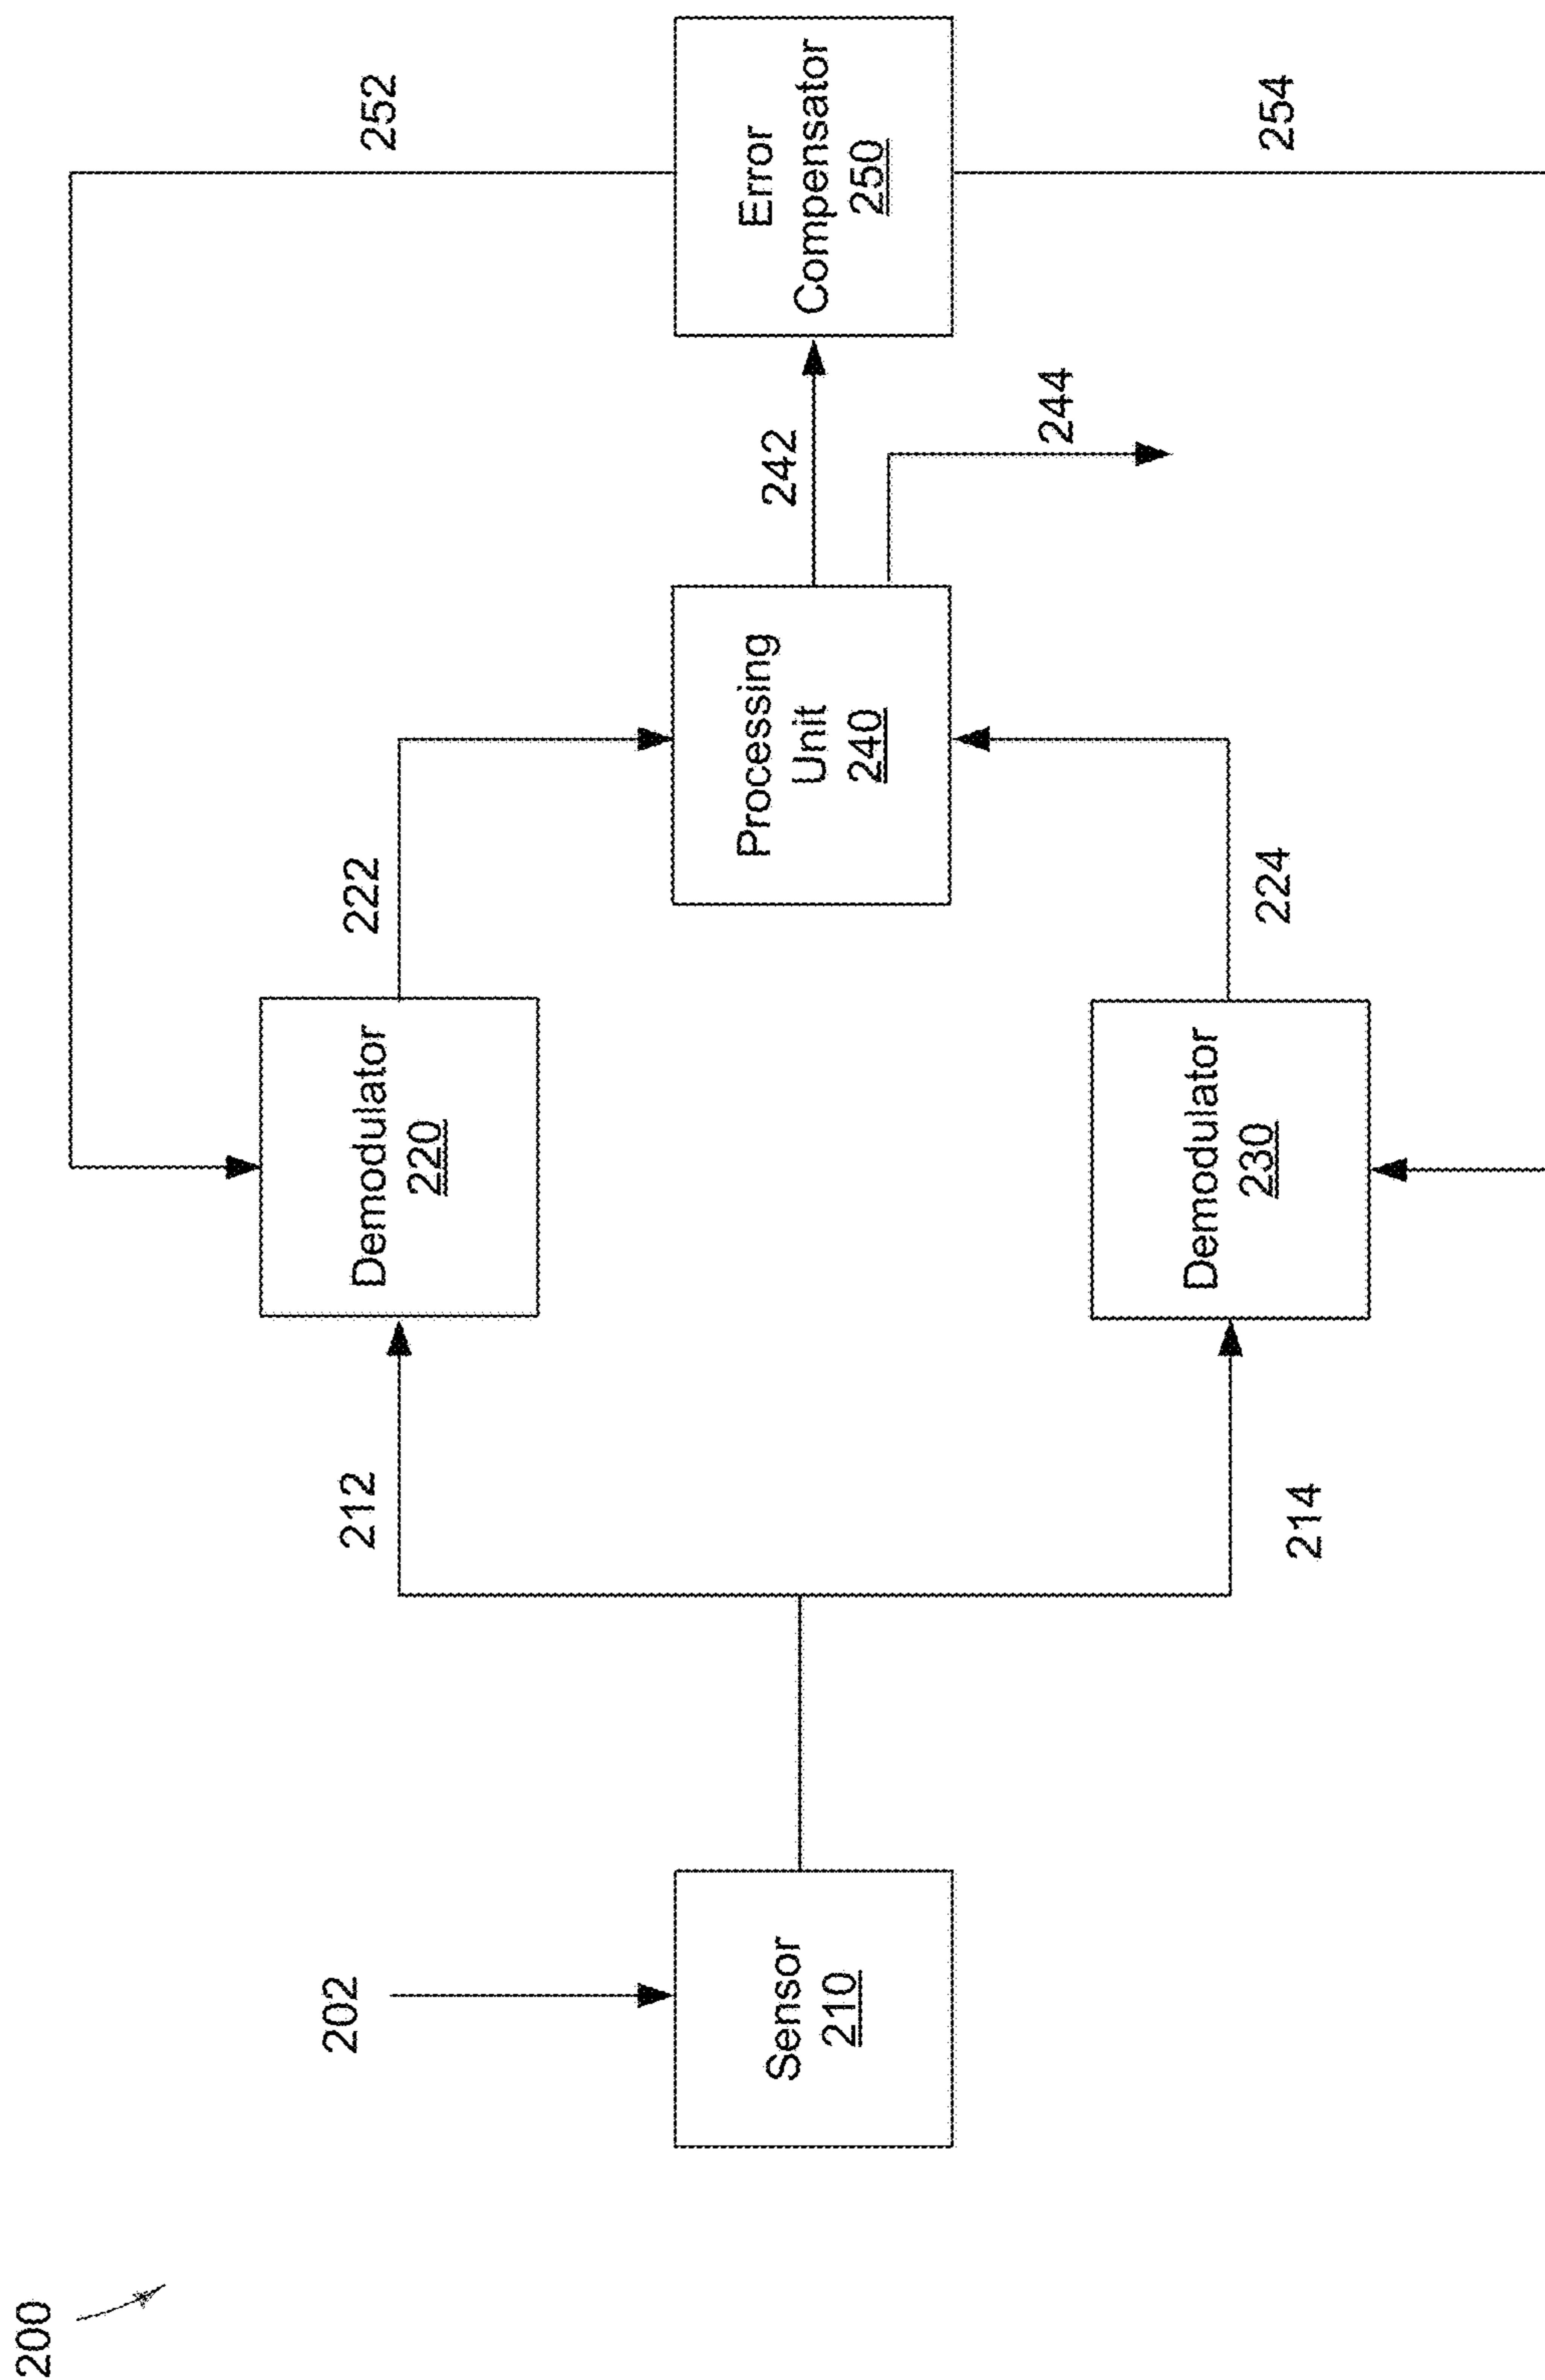 200
202
Sensor
210
212
214
Demodulator
220
Demodulator
230
222
224
Processing
Unit
240
242
244
Error
Compensator
250
252
254